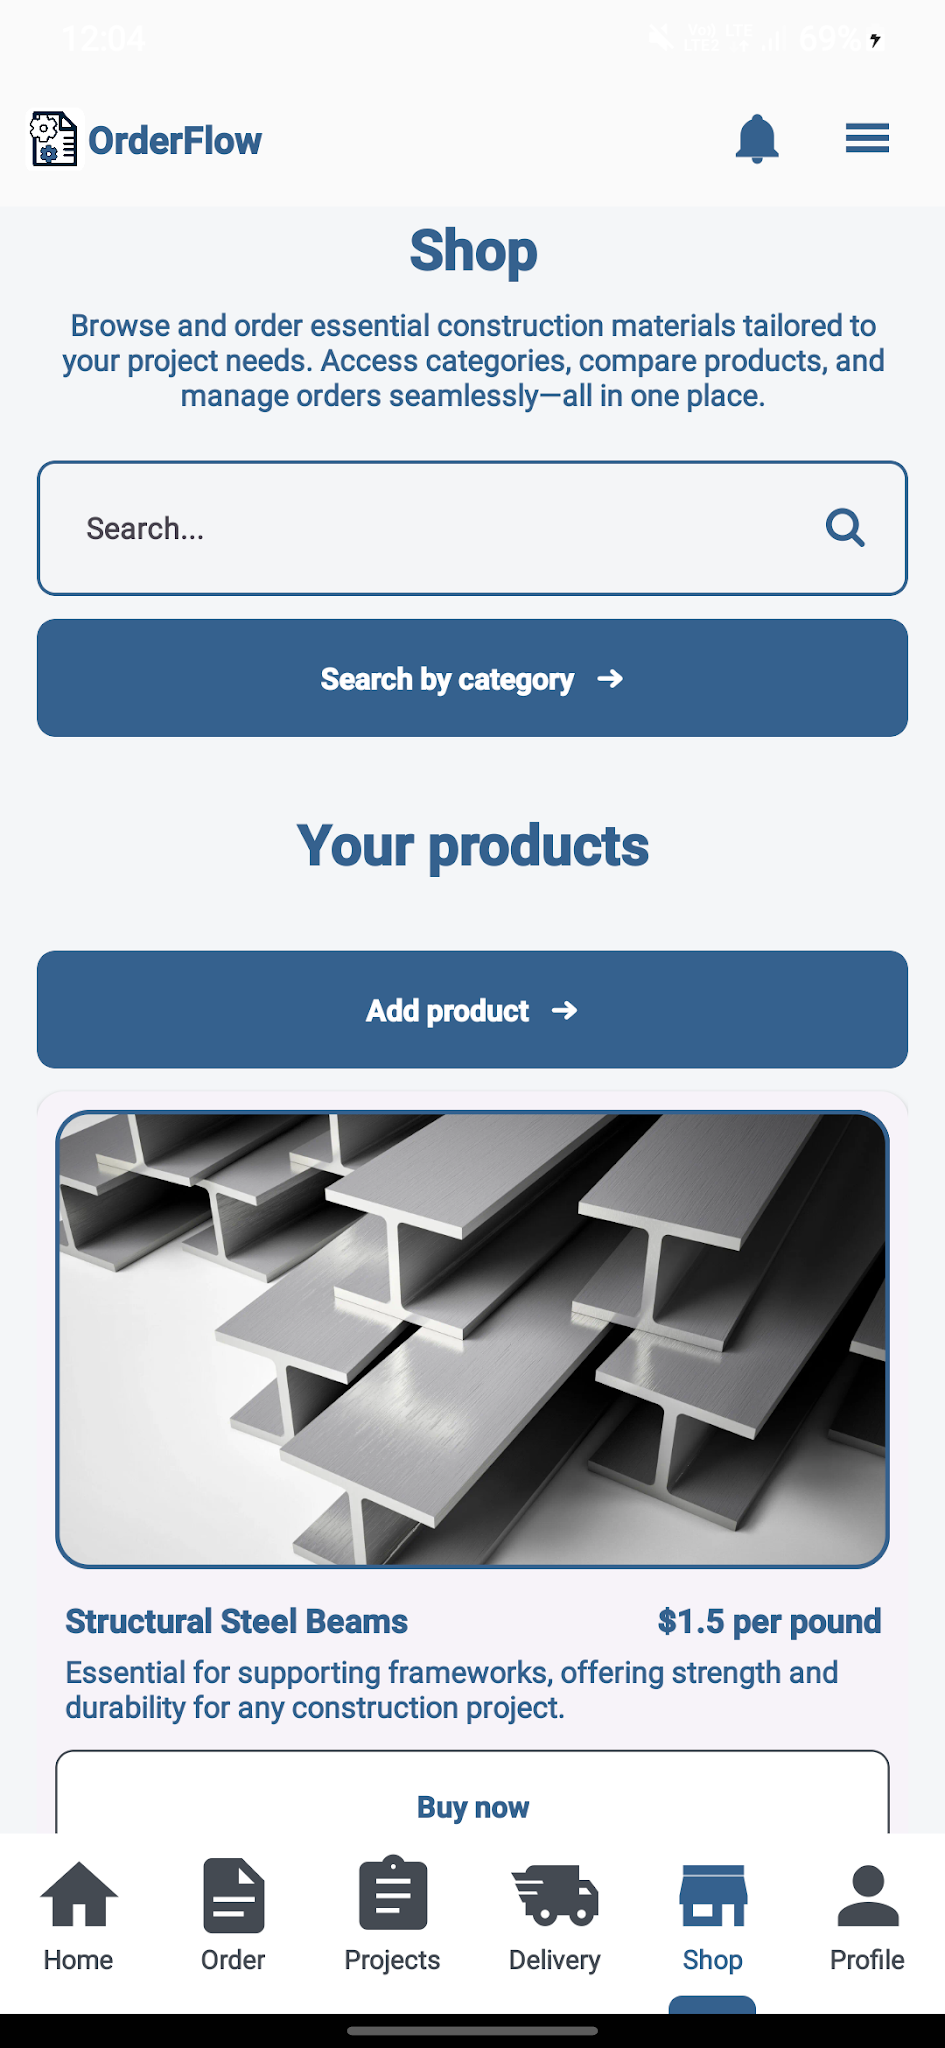 12:04
Vo)) LTE
LTE2
69%
OrderFlow
Shop
Browse and order essential construction materials tailored to
your project needs. Access categories, compare products, and
manage orders seamlessly—all in one place.
Search...
Search by category
Your products
Add product
Structural Steel Beams
$1.5 per pound
Essential for supporting frameworks, offering strength and
durability for any construction project.
Buy now
Home
Order
Projects
Delivery
Shop
Profile